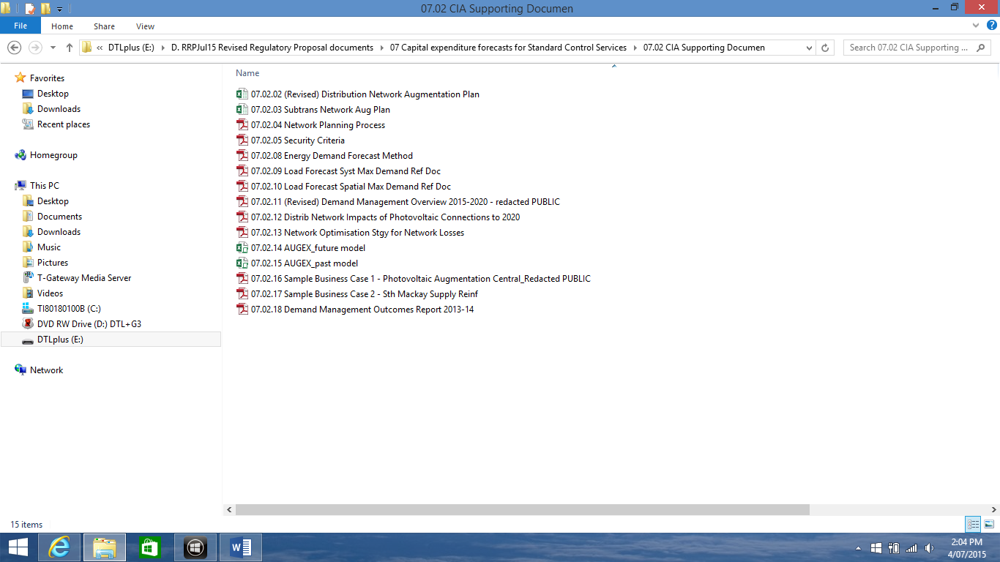 07.02 CIA Supporting Documen
File Home Share View
« DTLplus (E:) D. RRPJul15 Revised Regulatory Proposal documents 07 Capital expenditure forecasts for Standard Control Services 07.02 CIA Supporting Documen
Search 07.02 CIA Supporting ...
Favorites
Desktop
Downloads
Recent places
Homegroup
This PC
Desktop
Documents
Downloads
Music
Pictures
T-Gateway Media Server
Videos
TI80180100B (C:)
DVD RW Drive (D:) DTL+G3
DTLplus (E:)
Network
Name
07.02.02 (Revised) Distribution Network Augmentation Plan
07.02.03 Subtrans Network Aug Plan
07.02.04 Network Planning Process
07.02.05 Security Criteria
07.02.08 Energy Demand Forecast Method
07.02.09 Load Forecast Syst Max Demand Ref Doc
07.02.10 Load Forecast Spatial Max Demand Ref Doc
07.02.11 (Revised) Demand Management Overview 2015-2020 - redacted PUBLIC
07.02.12 Distrib Network Impacts of Photovoltaic Connections to 2020
07.02.13 Network Optimisation Stgy for Network Losses
07.02.14 AUGEX_future model
07.02.15 AUGEX_past model
07.02.16 Sample Business Case 1 - Photovoltaic Augmentation Central_Redacted PUBLIC
07.02.17 Sample Business Case 2 - Sth Mackay Supply Reinf
07.02.18 Demand Management Outcomes Report 2013-14
15 items
2:04 PM
4/07/2015